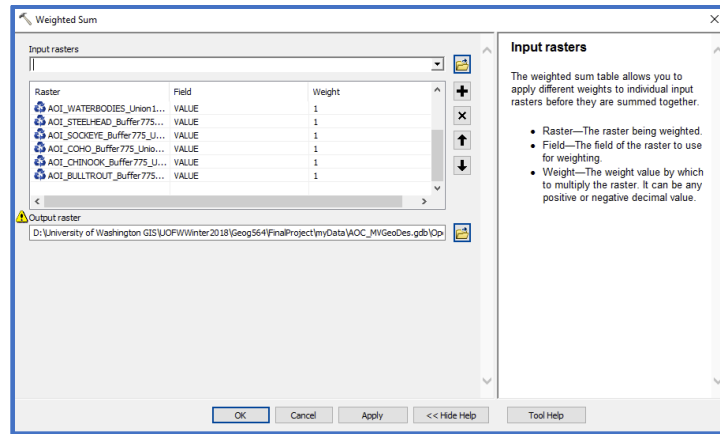 Weighted Sum
Input rasters
Raster Field Weight
AOI_WATERBODIES_Union1... VALUE 1
AOI_STEELHEAD_Buffer775... VALUE 1
AOI_SOCKEYE_Buffer775_U... VALUE 1
AOI_COHO_Buffer775_Unio... VALUE 1
AOI_CHINOOK_Buffer775_U... VALUE 1
AOI_BULLTROUT_Buffer775... VALUE 1
Output raster
D:\University of Washington GIS\UOFWWinter2018\Geog564\FinalProject\myData\AOC_MVGeoDes.gdb\Op
OK Cancel Apply << Hide Help
Input rasters
The weighted sum table allows you to
apply different weights to individual input
rasters before they are summed together.
• Raster—The raster being weighted.
• Field—The field of the raster to use
for weighting.
• Weight—The weight value by which
to multiply the raster. It can be any
positive or negative decimal value.
Tool Help